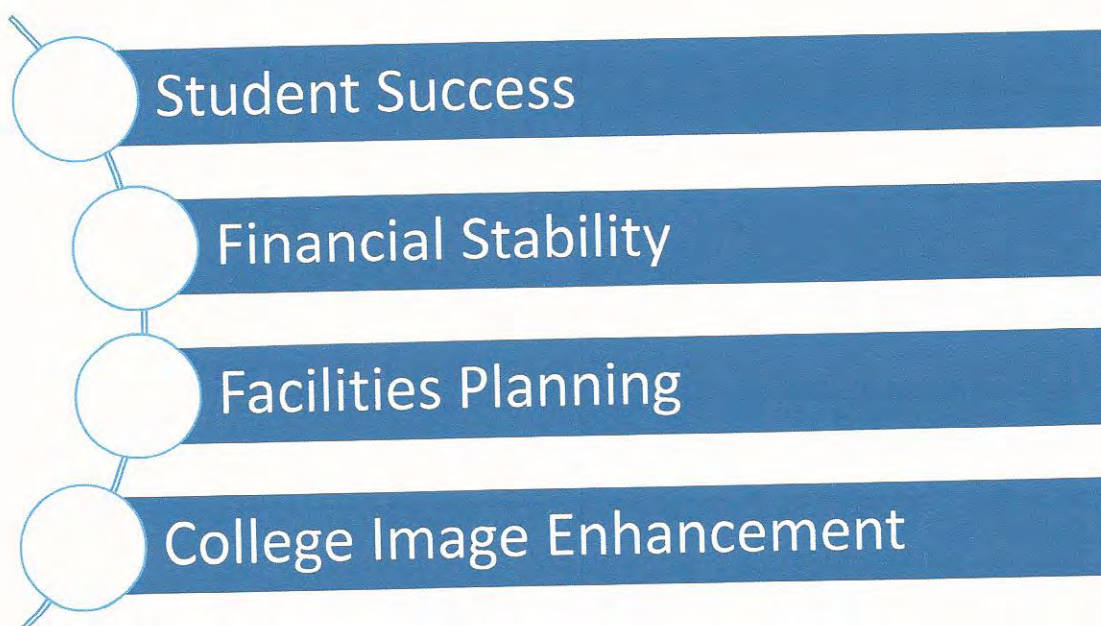 Student Success
Financial Stability
Facilities Planning
College Image Enhancement